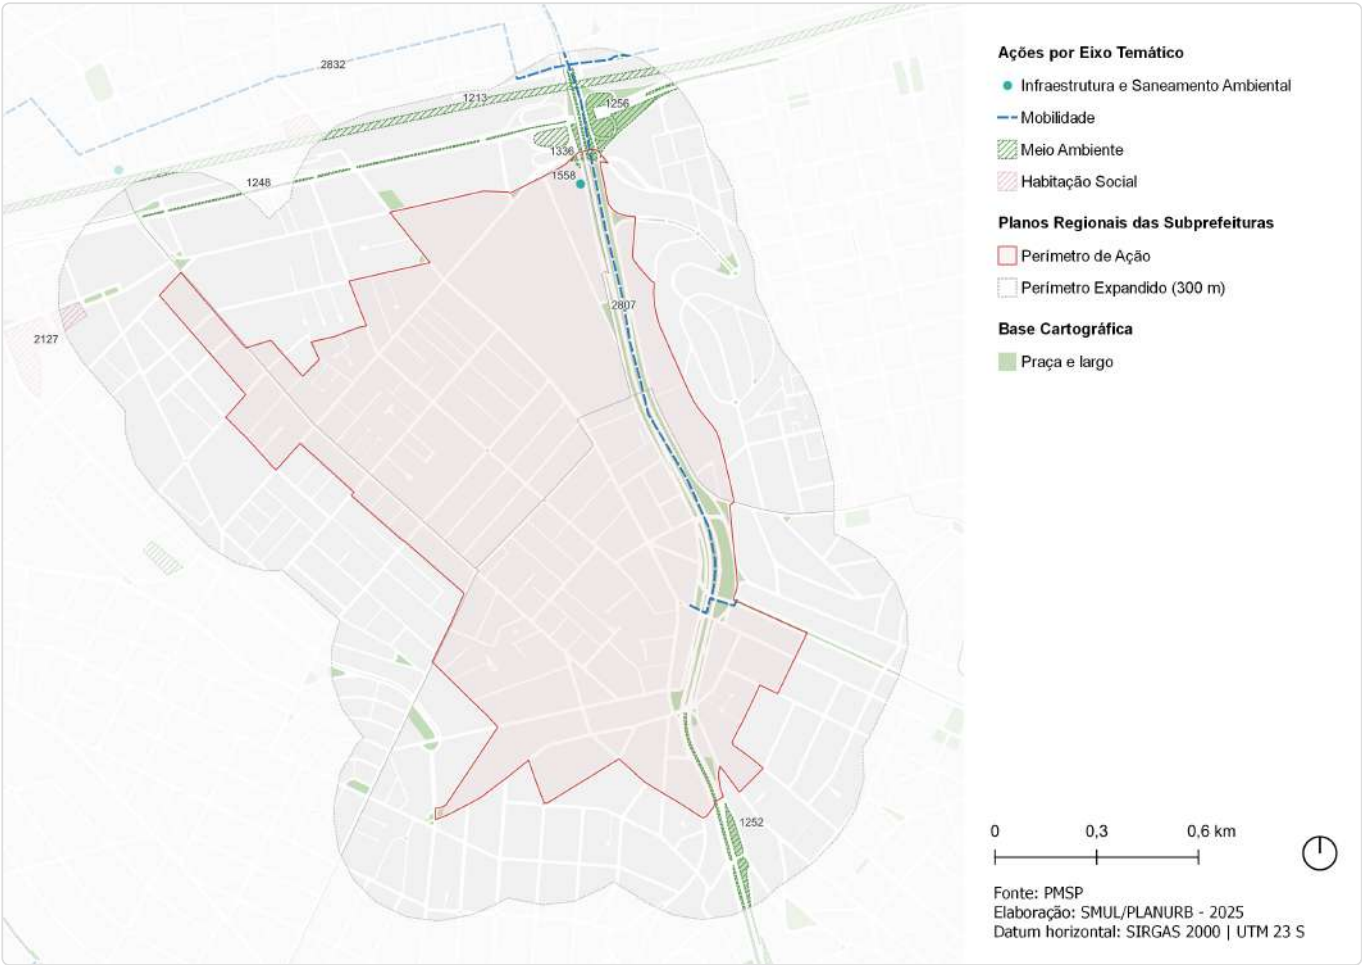 2832
1213
1256
1336
1558
1248
2807
2127
1252
Ações por Eixo Temático
Infraestrutura e Saneamento Ambiental
Mobilidade
Meio Ambiente
Habitação Social
Planos Regionais das Subprefeituras
Perímetro de Ação
Perímetro Expandido (300 m)
Base Cartográfica
Praça e largo
0 0,3 0,6 km
Fonte: PMSP
Elaboração: SMUL/PLANURB - 2025
Datum horizontal: SIRGAS 2000 | UTM 23 S